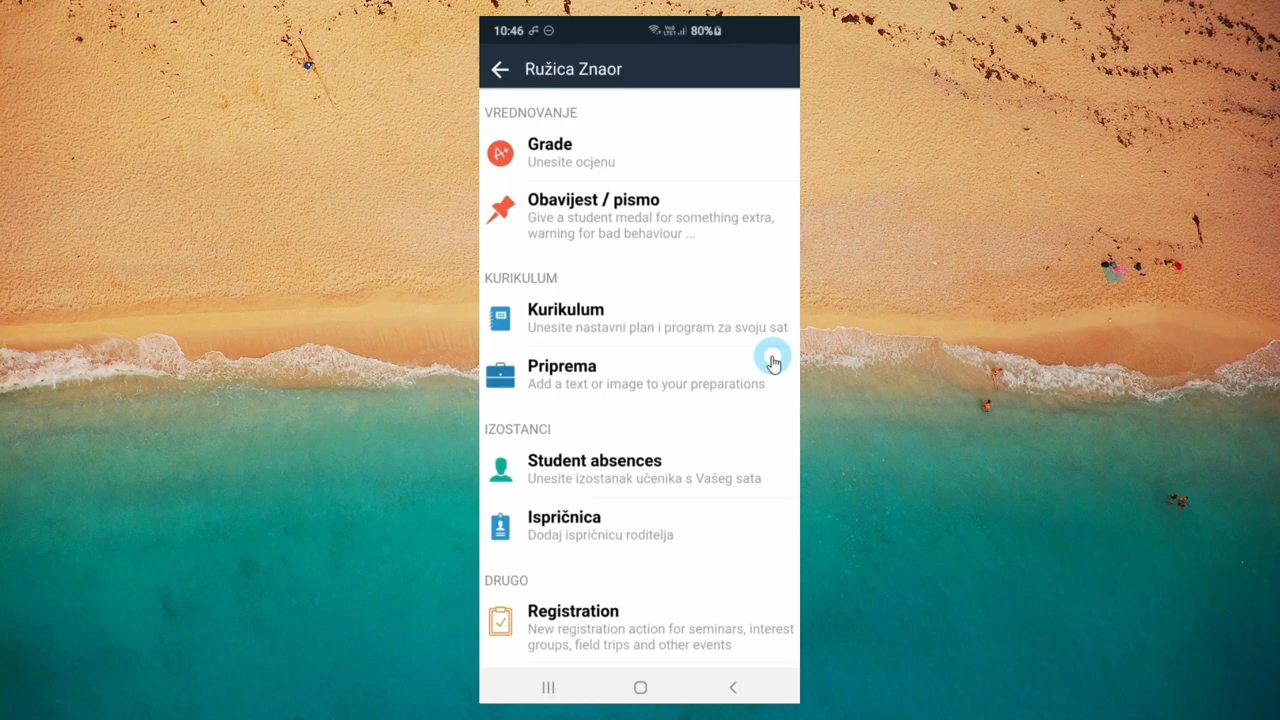 10:46
80%
Ružica Znaor
VREDNOVANJE
Grade
Unesite ocjenu
Obavijest / pismo
Give a student medal for something extra,
warning for bad behaviour ...
KURIKULUM
Kurikulum
Unesite nastavni plan i program za svoju sat
Priprema
Add a text or image to your preparations
IZOSTANCI
Student absences
Unesite izostanak učenika s Vašeg sata
Ispričnica
Dodaj ispričnicu roditelja
DRUGO
Registration
New registration action for seminars, interest
groups, field trips and other events